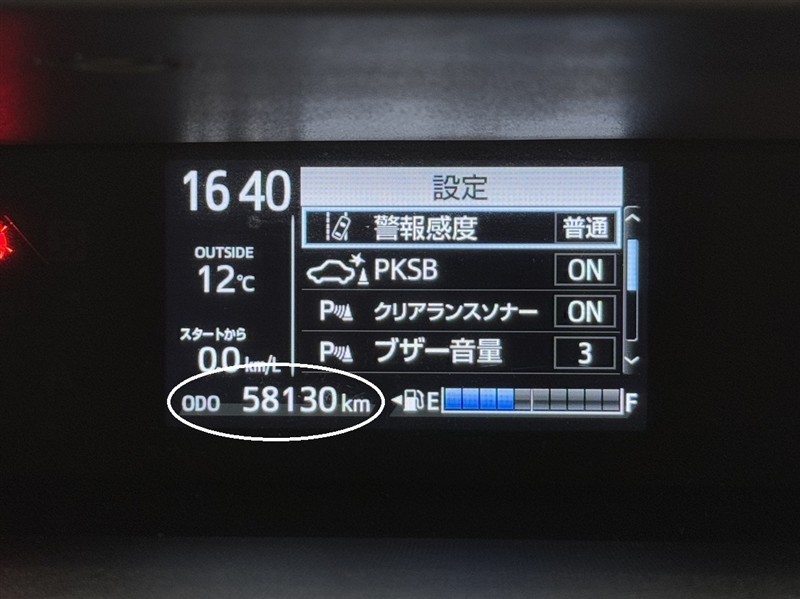 16 40
設定
警報感度 普通
OUTSIDE
12℃
PKSB ON
クリアランスソナー ON
スタートから
0.0 km/L
ブザー音量 3
ODO 58130 km
E F